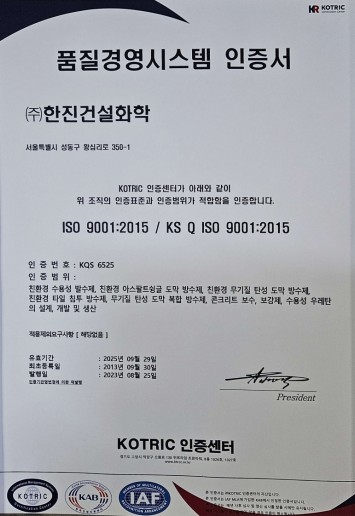 KR KOTRIC
품질경영시스템 인증서
㈜한진건설화학
서울특별시 성동구 왕십리로 350-1
KOTRIC 인증센터가 아래와 같이
위 조직의 인증표준과 인증범위가 적합함을 인증합니다.
ISO 9001:2015 / KS Q ISO 9001:2015
인 증 번 호 : KQS 6525
인 증 범 위 :
친환경 수용성 발수제, 친환경 아스팔트슁글 도막 방수제, 친환경 무기질 탄성 도막 방수제,
친환경 타일 침투 방수제, 무기질 탄성 도막 복합 방수제, 콘크리트 보수, 보강제, 수용성 우레탄
의 설계, 개발 및 생산
적용제외요구사항 [ 해당없음 ]
유효기간 : 2025년 09월 29일
최초등록일 : 2013년 09월 30일
발행일 : 2023년 08월 25일
President
KOTRIC 인증센터
KOTRIC
KAB
IAF